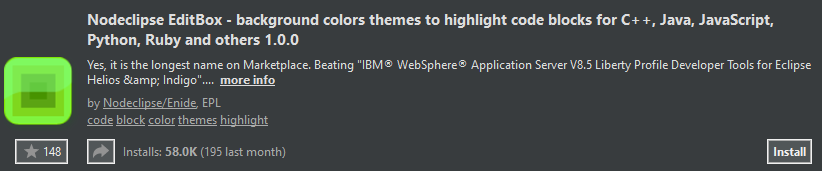 Nodeclipse EditBox - background colors themes to highlight code blocks for C++, Java, JavaScript,
Python, Ruby and others 1.0.0
Yes, it is the longest name on Marketplace. Beating "IBM® WebSphere® Application Server V8.5 Liberty Profile Developer Tools for Eclipse
Helios &amp; Indigo".... more info
by Nodeclipse/Enide, EPL
code block color themes highlight
148 Installs: 58.0K (195 last month) Install